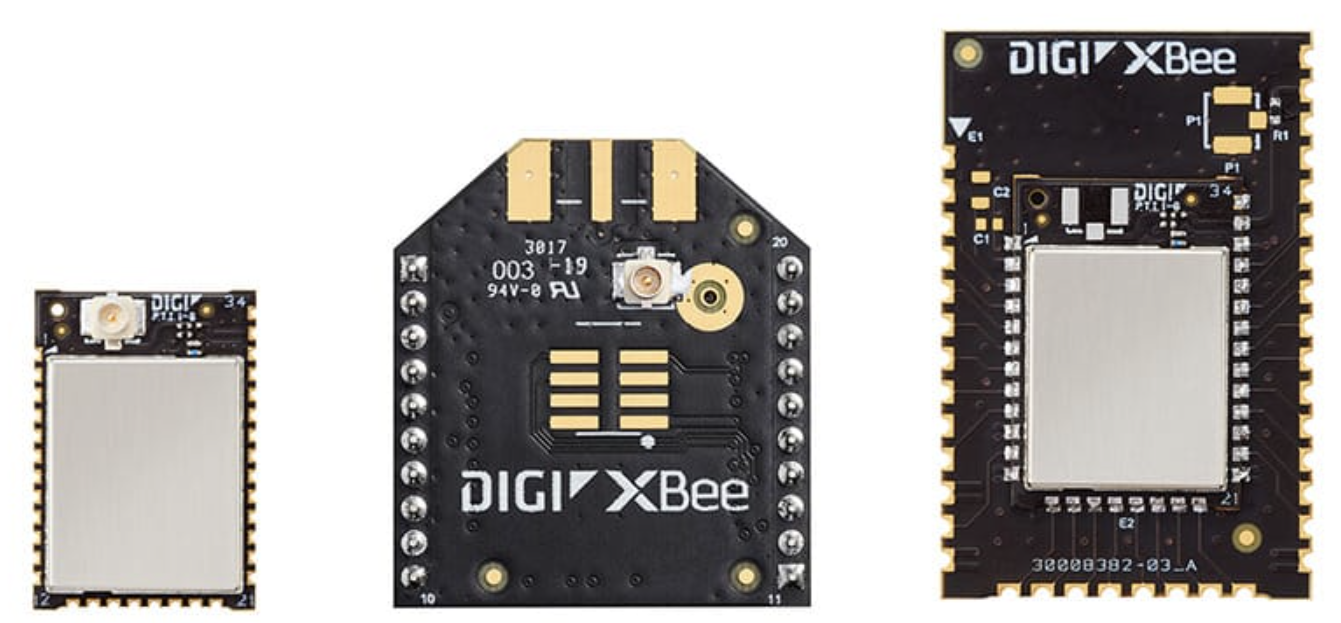 DIGI
P.T.I. I-G
34
12
21
3017
003
I-19
94V-0
20
DIGI XBee
10
11
DIGI XBee
P1
R1
E1
P1
C2
DIGI
P.T.I. I-G
34
C1
1
21
E2
30008382-03_A